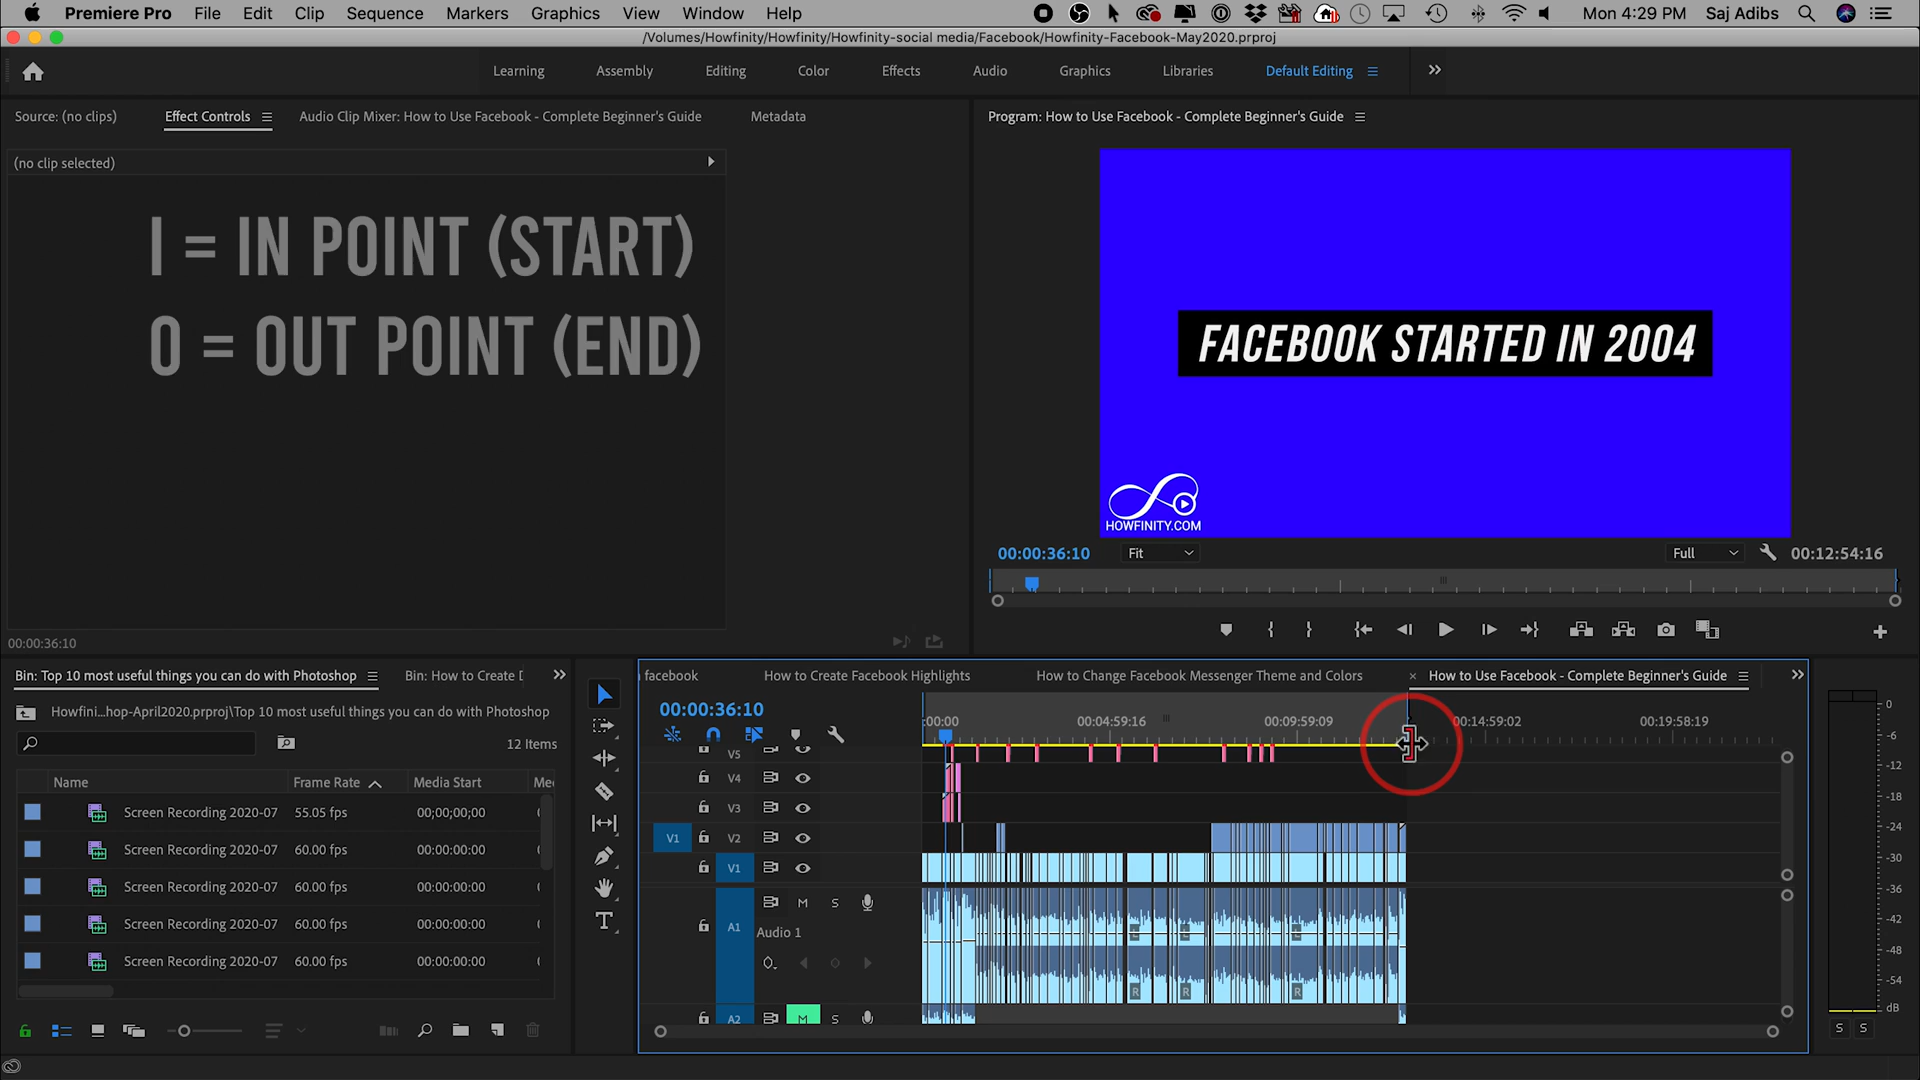 Premiere Pro File Edit Clip Sequence Markers Graphics View Window Help Mon 4:29 PM Saj Adibs
/Volumes/Howfinity/Howfinity/Howfinity-social media/Facebook/Howfinity-Facebook-May2020.prproj
Learning Assembly Editing Color Effects Audio Graphics Libraries Default Editing
Source: (no clips) Effect Controls Audio Clip Mixer: How to Use Facebook - Complete Beginner's Guide Metadata
Program: How to Use Facebook - Complete Beginner's Guide
(no clip selected)
I = IN POINT (START)
O = OUT POINT (END)
FACEBOOK STARTED IN 2004
HOWFINITY.COM
00:00:36:10 Fit Full 00:12:54:16
00:00:36:10
Bin: Top 10 most useful things you can do with Photoshop Bin: How to Create
facebook How to Create Facebook Highlights How to Change Facebook Messenger Theme and Colors × How to Use Facebook - Complete Beginner's Guide
Howfini...hop-April2020.prproj\Top 10 most useful things you can do with Photoshop
12 Items
Name Frame Rate Media Start Me
Screen Recording 2020-07 55.05 fps 00;00;00;00
Screen Recording 2020-07 60.00 fps 00:00:00:00
Screen Recording 2020-07 60.00 fps 00:00:00:00
Screen Recording 2020-07 60.00 fps 00:00:00:00
Screen Recording 2020-07 60.00 fps 00:00:00:00
00:00:36:10
:00:00 00:04:59:16 00:09:59:09 00:14:59:02 00:19:58:19
V5
V4
V3
V1 V2
V1
M S
A1 Audio 1
L L L
R R R
A2 M S
0
-6
-12
-18
-24
-30
-36
-42
-48
-54
dB
S S